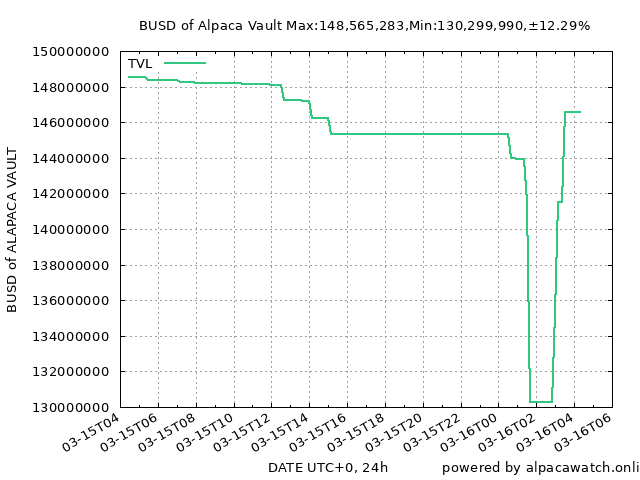 BUSD of Alpaca Vault Max:148,565,283,Min:130,299,990,±12.29%
TVL
BUSD of ALAPACA VAULT
150000000
148000000
146000000
144000000
142000000
140000000
138000000
136000000
134000000
132000000
130000000
03-15T04
03-15T06
03-15T08
03-15T10
03-15T12
03-15T14
03-15T16
03-15T18
03-15T20
03-15T22
03-16T00
03-16T02
03-16T04
03-16T06
DATE UTC+0, 24h
powered by alpacawatch.onli